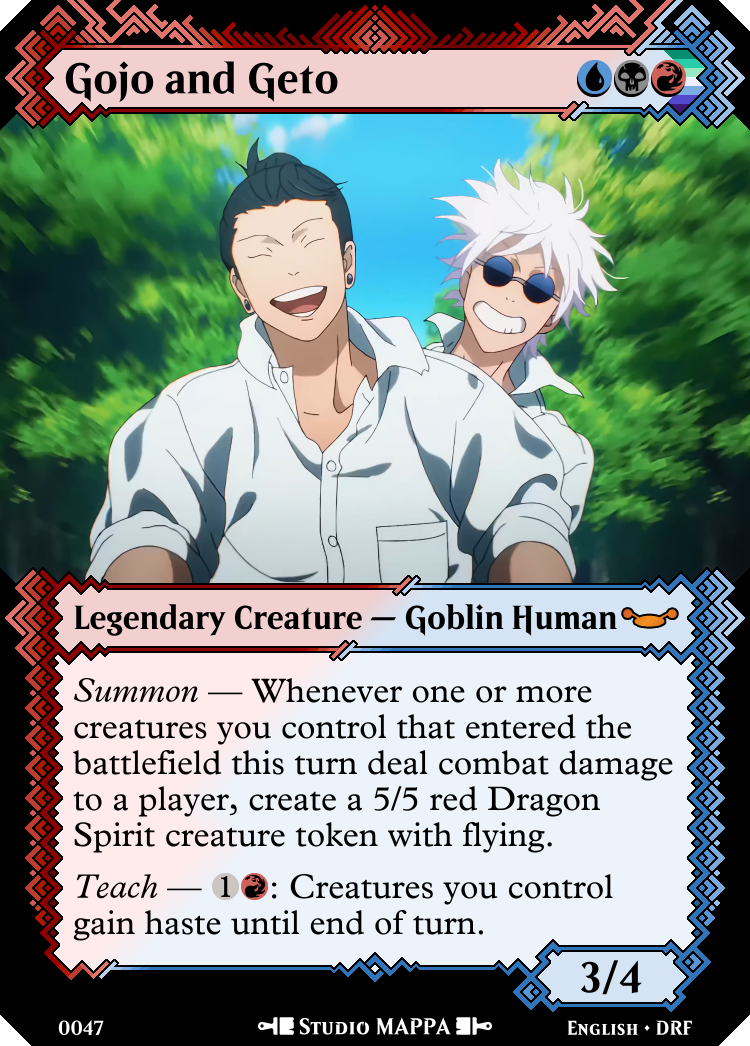 Gojo and Geto
Legendary Creature — Goblin Human
Summon — Whenever one or more
creatures you control that entered the
battlefield this turn deal combat damage
to a player, create a 5/5 red Dragon
Spirit creature token with flying.
Teach — 1: Creatures you control
gain haste until end of turn.
3/4
0047
Studio MAPPA
English • DRF